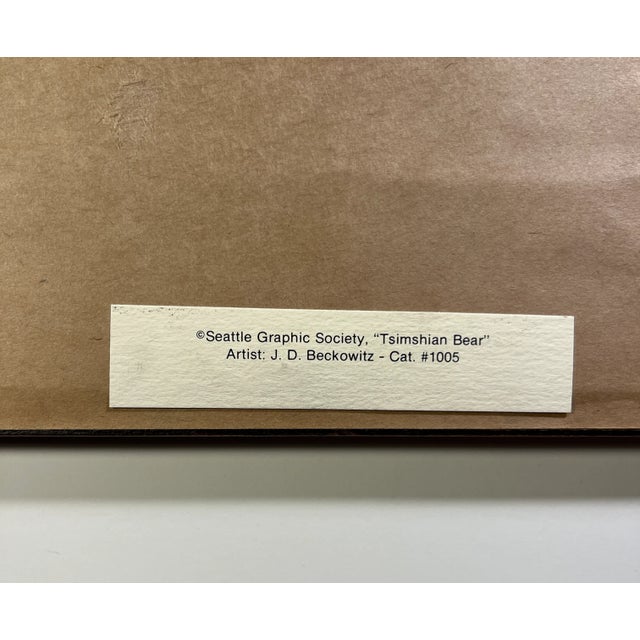 ©Seattle Graphic Society, “Tsimshian Bear”
Artist: J. D. Beckowitz - Cat. #1005